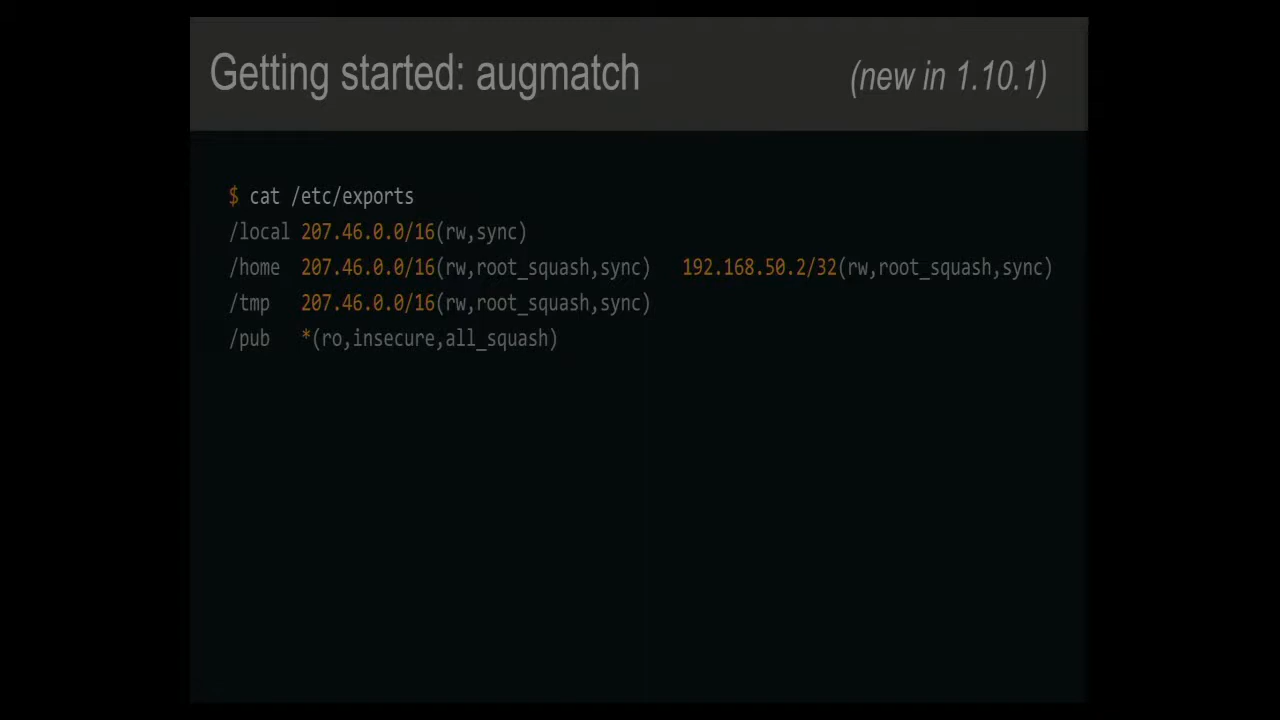 Getting started: augmatch (new in 1.10.1)
$ cat /etc/exports
/local 207.46.0.0/16(rw,sync)
/home 207.46.0.0/16(rw,root_squash,sync) 192.168.50.2/32(rw,root_squash,sync)
/tmp 207.46.0.0/16(rw,root_squash,sync)
/pub *(ro,insecure,all_squash)